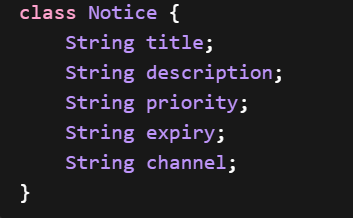 class Notice {
    String title;
    String description;
    String priority;
    String expiry;
    String channel;
}